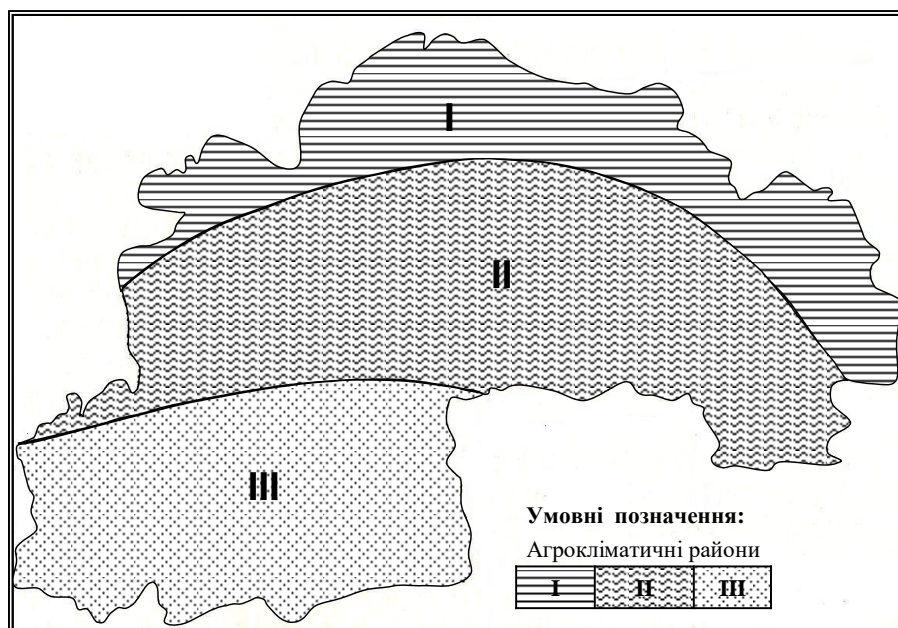 I
II
III
Умовні позначення:
Агрокліматичні райони
I II III